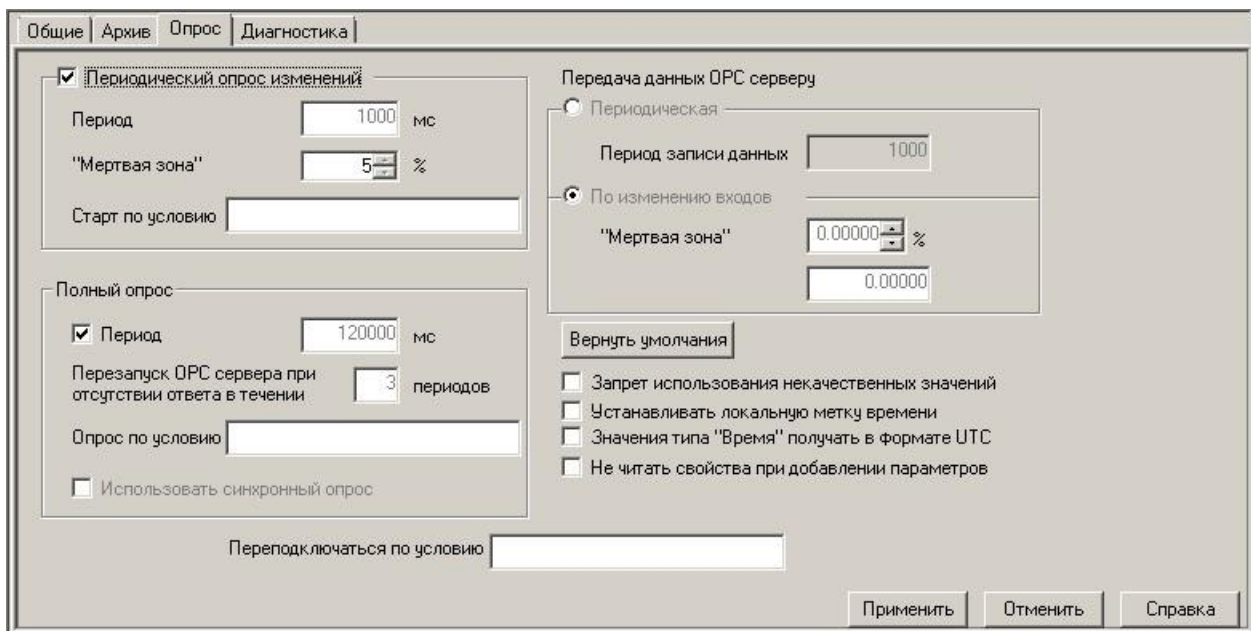 Общие Архив Опрос Диагностика
Периодический опрос изменений
Период 1000 мс
"Мертвая зона" 5 %
Старт по условию
Полный опрос
Период 120000 мс
Перезапуск ОРС сервера при
отсутствии ответа в течении 3 периодов
Опрос по условию
Использовать синхронный опрос
Передача данных ОРС серверу
Периодическая
Период записи данных 1000
По изменению входов
"Мертвая зона" 0.00000 %
0.00000
Вернуть умолчания
Запрет использования некачественных значений
Устанавливать локальную метку времени
Значения типа "Время" получать в формате UTC
Не читать свойства при добавлении параметров
Переподключаться по условию
Применить Отменить Справка